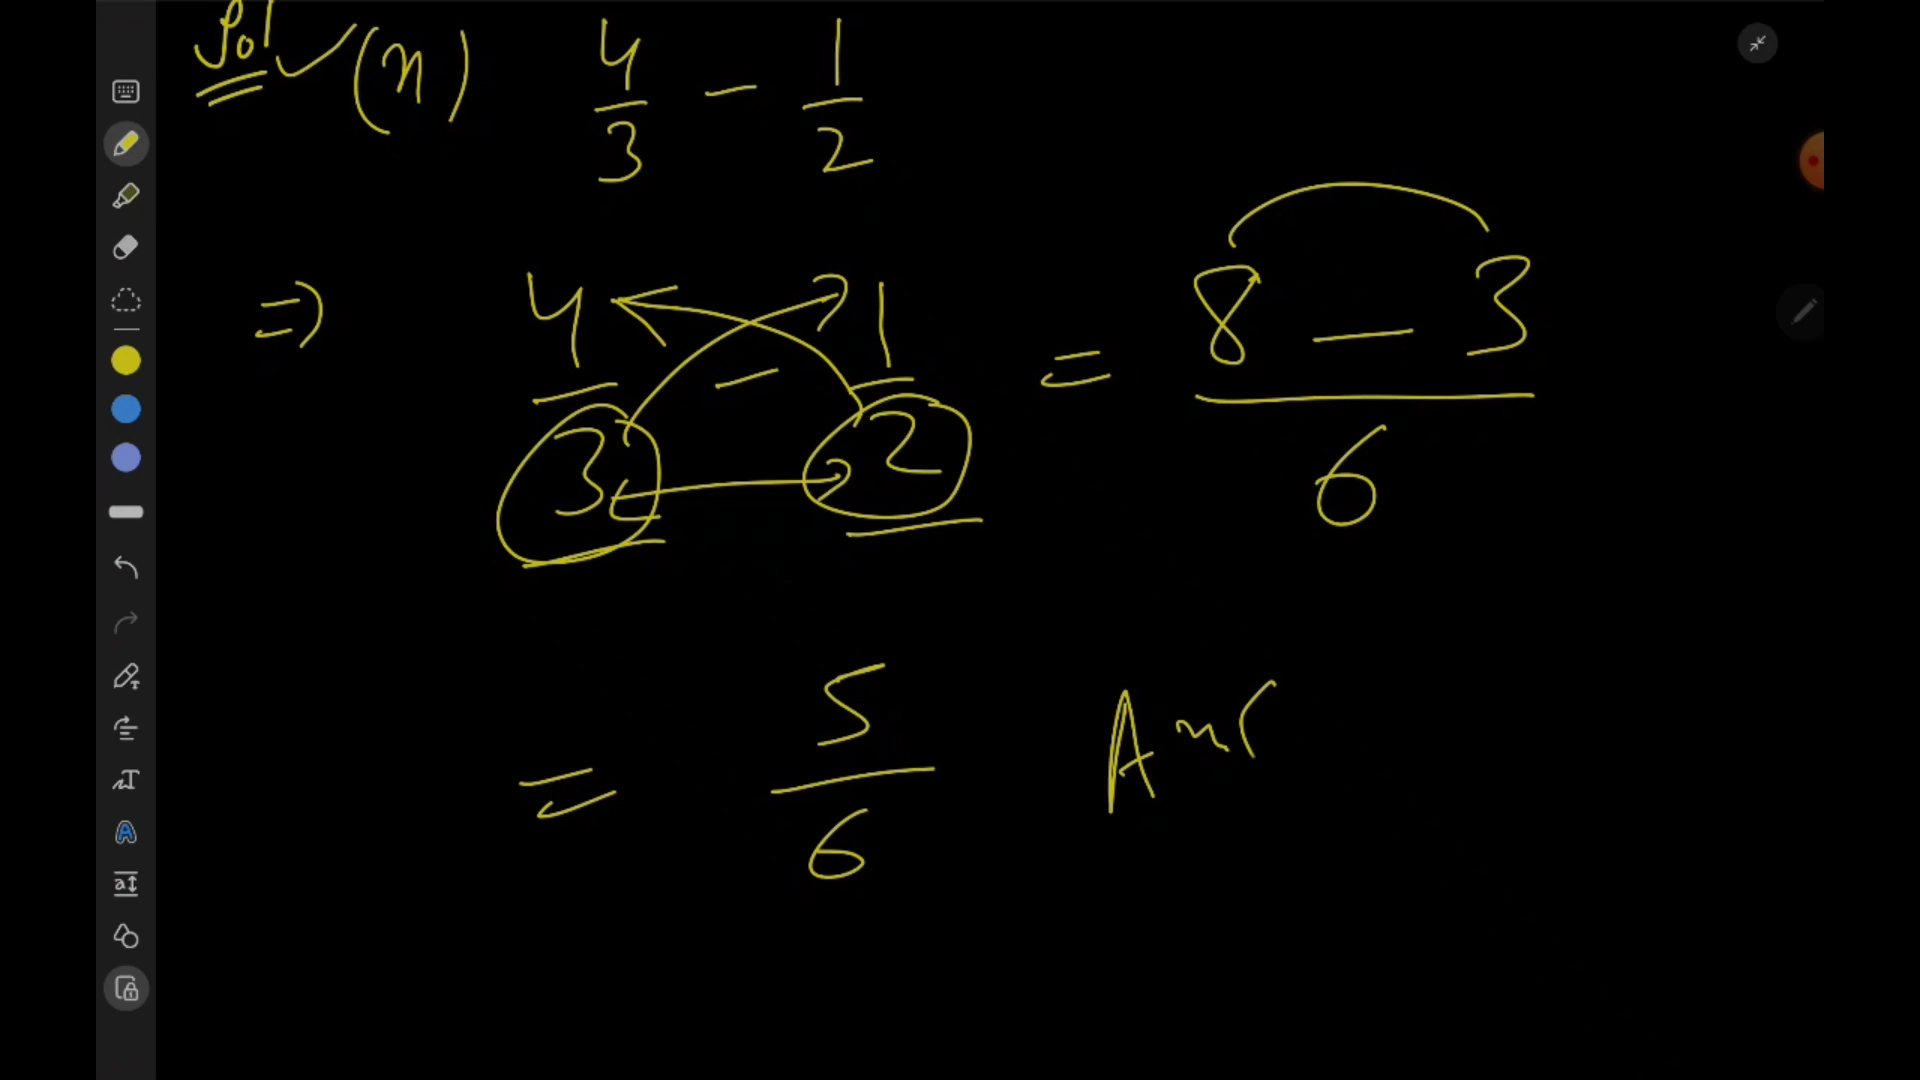 Sol (n) 4/3 - 1/2
=> 4/3 - 1/2 = 8 - 3/6
= 5/6 Ans